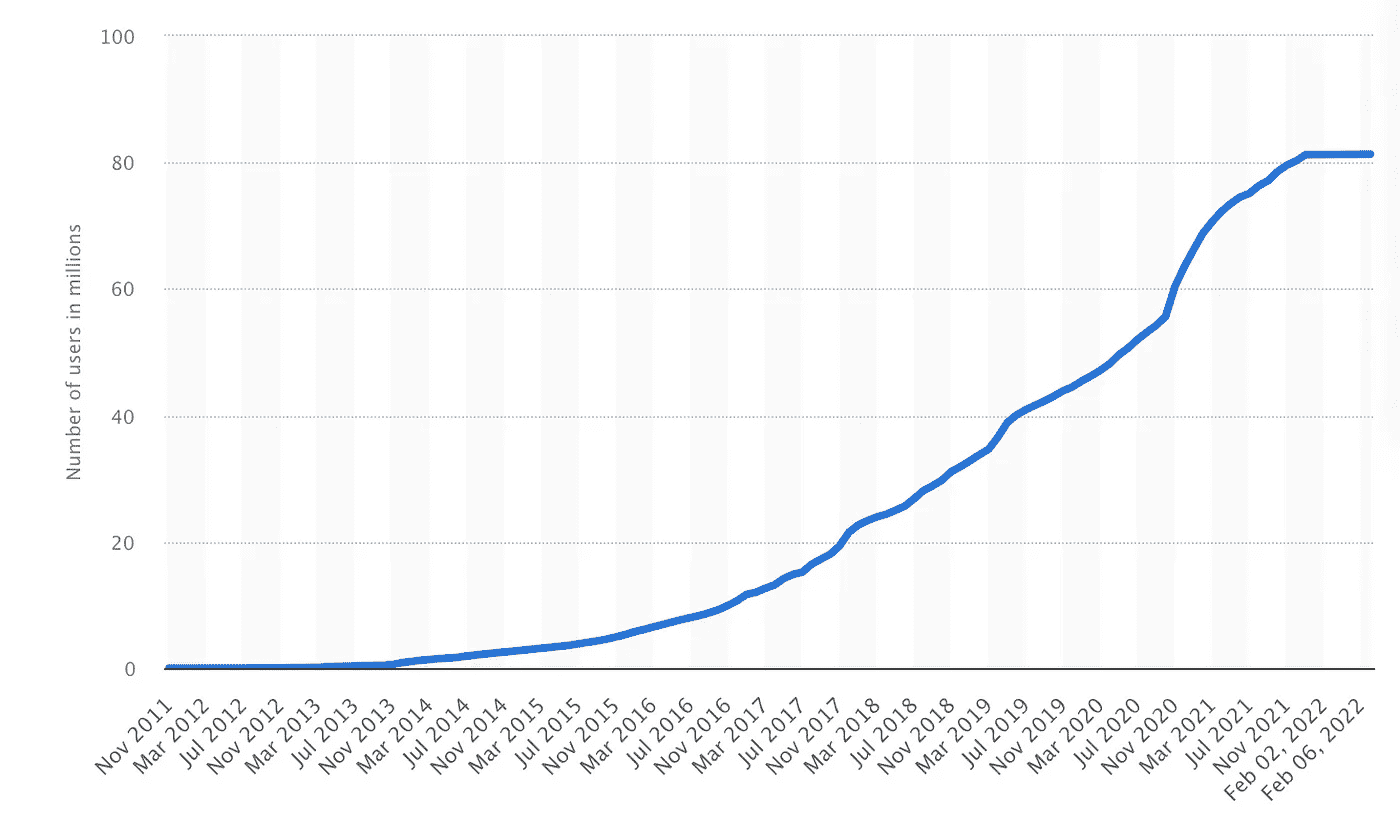 100
80
60
40
20
0
Number of users in millions
Nov 2011
Mar 2012
Jul 2012
Nov 2012
Mar 2013
Jul 2013
Nov 2013
Mar 2014
Jul 2014
Nov 2014
Mar 2015
Jul 2015
Nov 2015
Mar 2016
Jul 2016
Nov 2016
Mar 2017
Jul 2017
Nov 2017
Mar 2018
Jul 2018
Nov 2018
Mar 2019
Jul 2019
Nov 2019
Mar 2020
Jul 2020
Nov 2020
Mar 2021
Jul 2021
Nov 2021
Feb 02, 2022
Feb 06, 2022